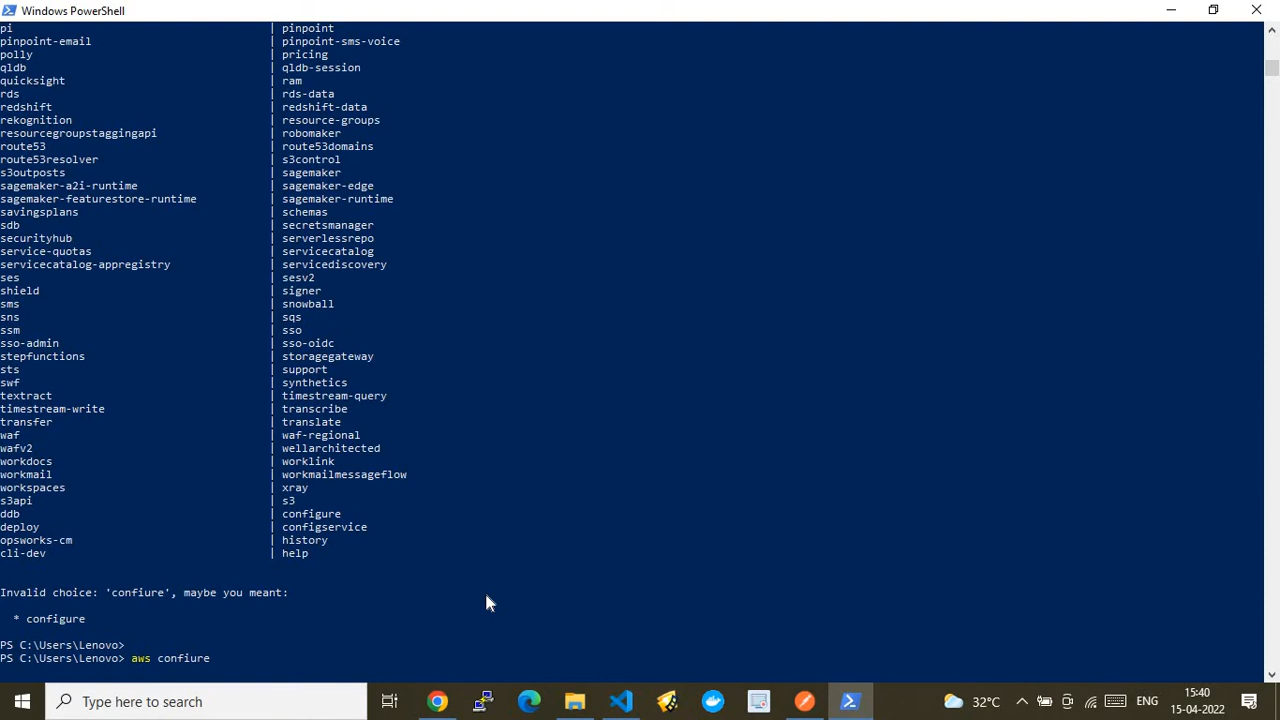 Windows PowerShell
pi | pinpoint
pinpoint-email | pinpoint-sms-voice
polly | pricing
qldb | qldb-session
quicksight | ram
rds | rds-data
redshift | redshift-data
rekognition | resource-groups
resourcegroupstaggingapi | robomaker
route53 | route53domains
route53resolver | s3control
s3outposts | sagemaker
sagemaker-a2i-runtime | sagemaker-edge
sagemaker-featurestore-runtime | sagemaker-runtime
savingsplans | schemas
sdb | secretsmanager
securityhub | serverlessrepo
service-quotas | servicecatalog
servicecatalog-appregistry | servicediscovery
ses | sesv2
shield | signer
sms | snowball
sns | sqs
ssm | sso
sso-admin | sso-oidc
stepfunctions | storagegateway
sts | support
swf | synthetics
textract | timestream-query
timestream-write | transcribe
transfer | translate
waf | waf-regional
wafv2 | wellarchitected
workdocs | worklink
workmail | workmailmessageflow
workspaces | xray
s3api | s3
ddb | configure
deploy | configservice
opsworks-cm | history
cli-dev | help
Invalid choice: 'confiure', maybe you meant:
* configure
PS C:\Users\Lenovo>
PS C:\Users\Lenovo> aws confiure
Type here to search
32°C
ENG
15:40
15-04-2022